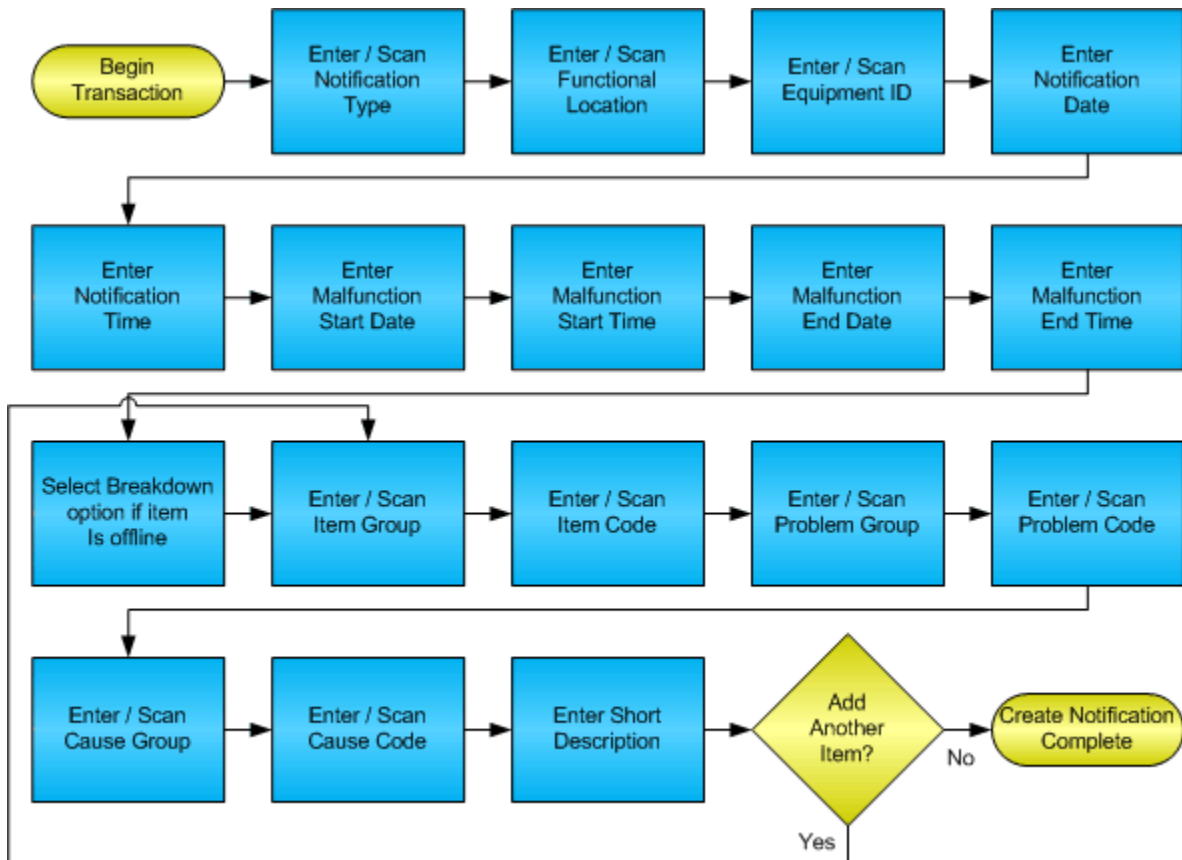 Begin
Transaction
Enter / Scan
Notification
Type
Enter / Scan
Functional
Location
Enter / Scan
Equipment ID
Enter
Notification
Date
Enter
Notification
Time
Enter
Malfunction
Start Date
Enter
Malfunction
Start Time
Enter
Malfunction
End Date
Enter
Malfunction
End Time
Select Breakdown
option if item
Is offline
Enter / Scan
Item Group
Enter / Scan
Item Code
Enter / Scan
Problem Group
Enter / Scan
Problem Code
Enter / Scan
Cause Group
Enter / Scan
Cause Code
Enter Short
Description
Add
Another
Item?
No
Create Notification
Complete
Yes